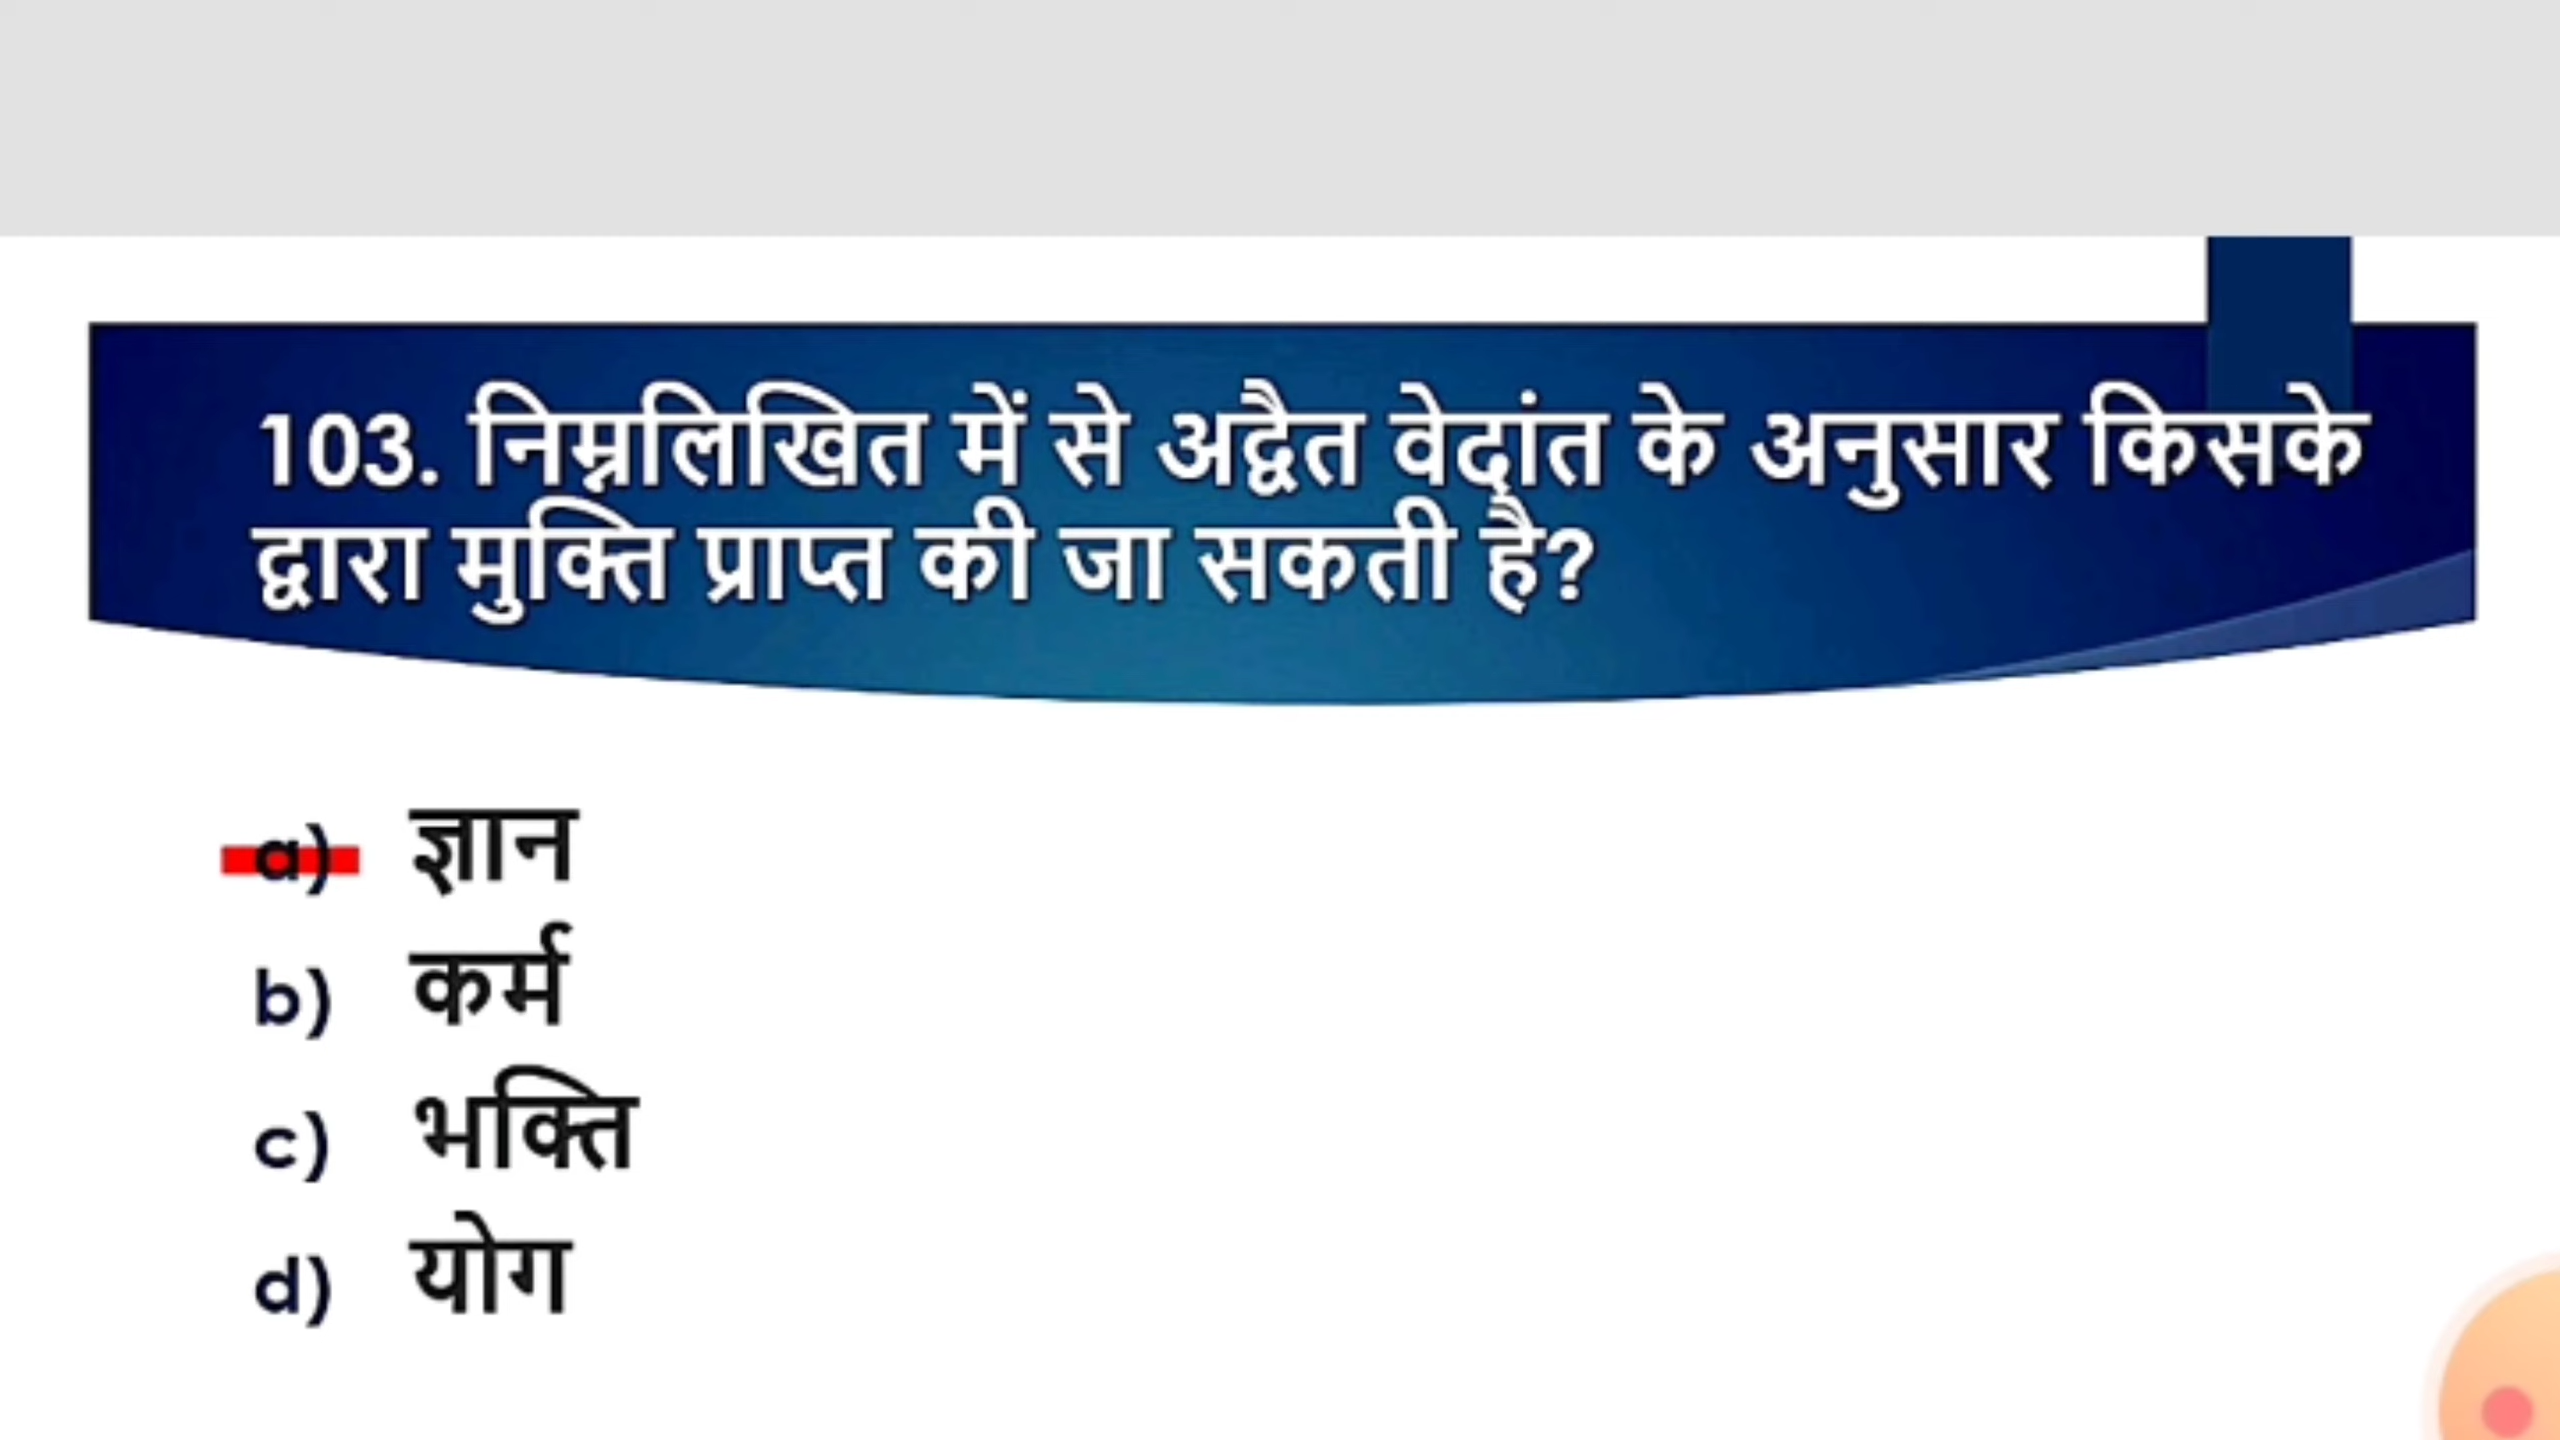 103. निम्नलिखित में से अद्वैत वेदांत के अनुसार किसके
द्वारा मुक्ति प्राप्त की जा सकती है?
a) ज्ञान
b) कर्म
c) भक्ति
d) योग